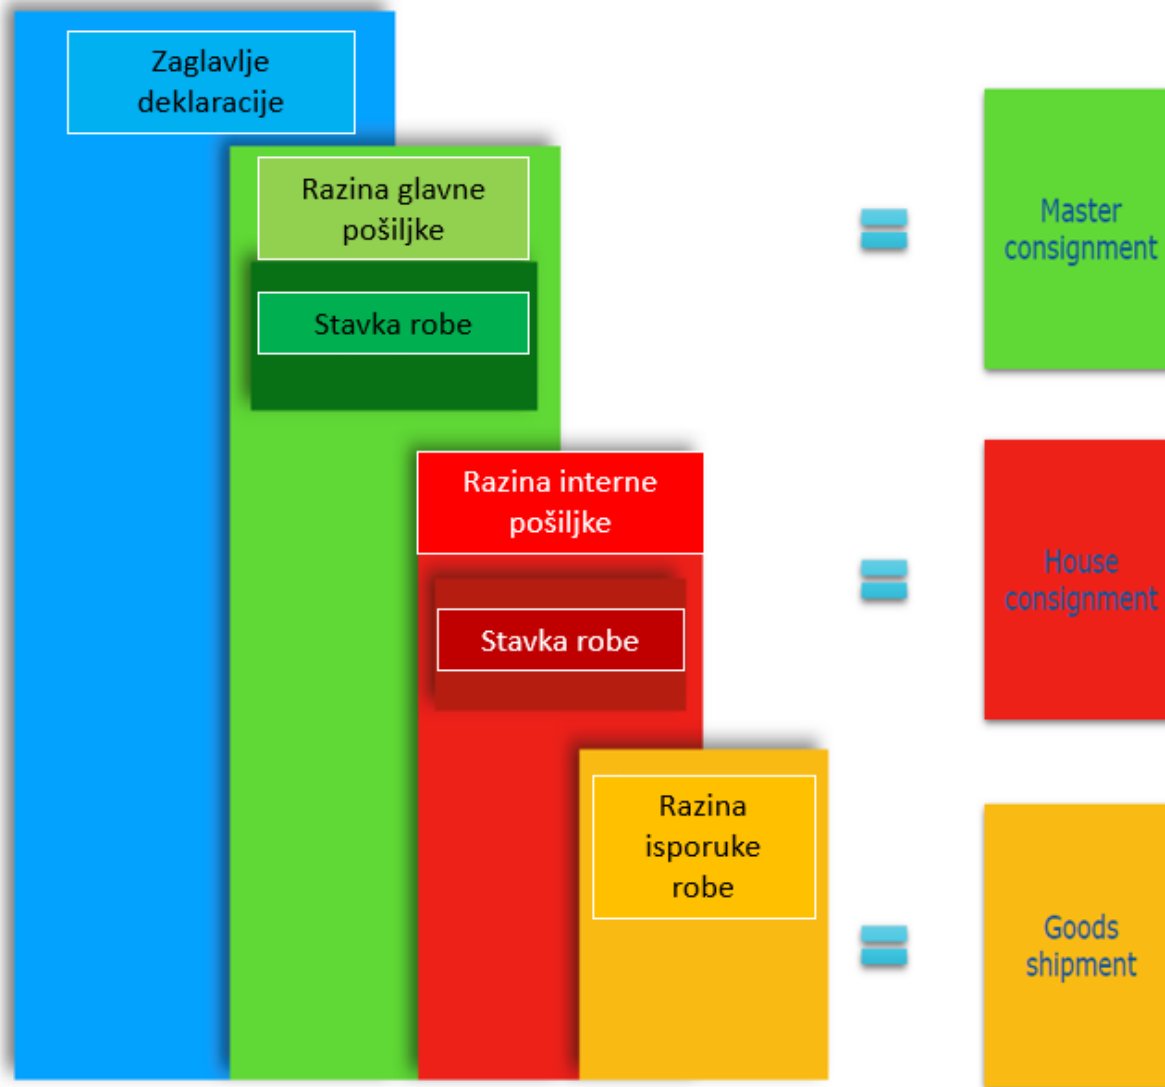 Zaglavlje
deklaracije
Razina glavne
pošiljke
Stavka robe
Master
consignment
Razina interne
pošiljke
Stavka robe
House
consignment
Razina
isporuke
robe
Goods
shipment